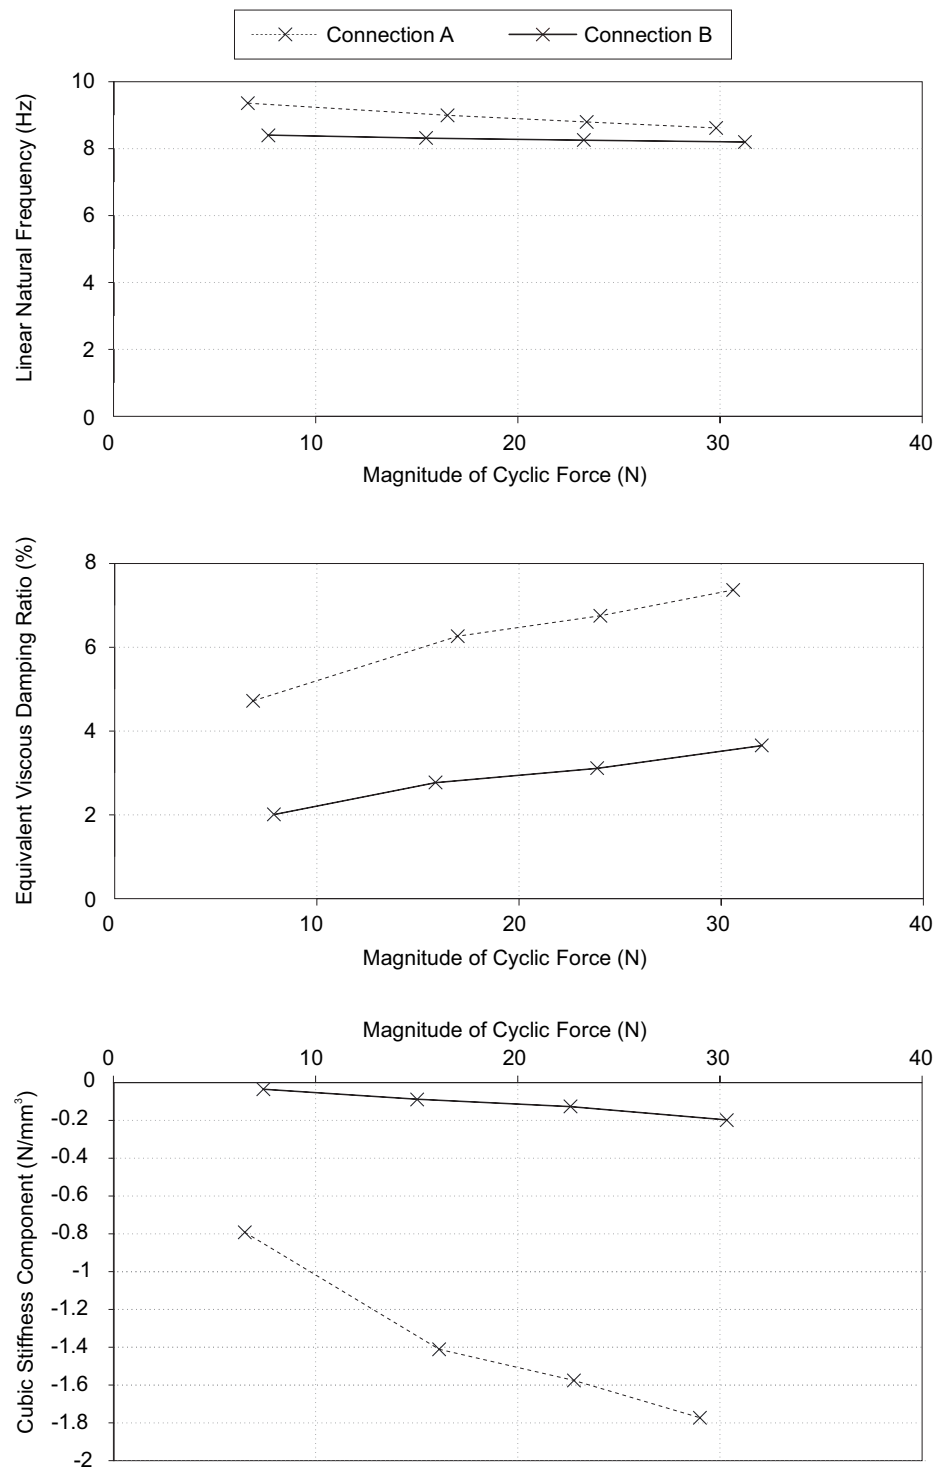 Connection A Connection B
Linear Natural Frequency (Hz)
10
8
6
4
2
0
0 10 20 30 40
Magnitude of Cyclic Force (N)
Equivalent Viscous Damping Ratio (%)
8
6
4
2
0
0 10 20 30 40
Magnitude of Cyclic Force (N)
Magnitude of Cyclic Force (N)
0 10 20 30 40
Cubic Stiffness Component (N/mm³)
0
-0.2
-0.4
-0.6
-0.8
-1
-1.2
-1.4
-1.6
-1.8
-2